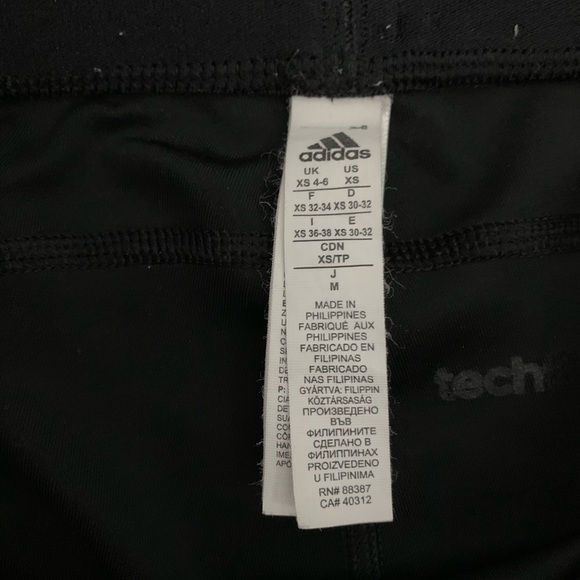 adidas
UK US
XS 4-6 XS
F D
XS 32-34 XS 30-32
I E
XS 36-38 XS 30-32
CDN
XS/TP
J
M
MADE IN
PHILIPPINES
FABRIQUÉ AUX
PHILIPPINES
FABRICADO EN
FILIPINAS
FABRICADO
NAS FILIPINAS
GYÁRTVA: FILIPPIN
KÖZTÁRSASÁG
ПРОИЗВЕДЕНО
ВЪВ
ФИЛИПИНИТЕ
СДЕЛАНО В
ФИЛИППИНАХ
PROIZVEDENO
U FILIPINIMA
RN# 88387
CA# 40312
tech